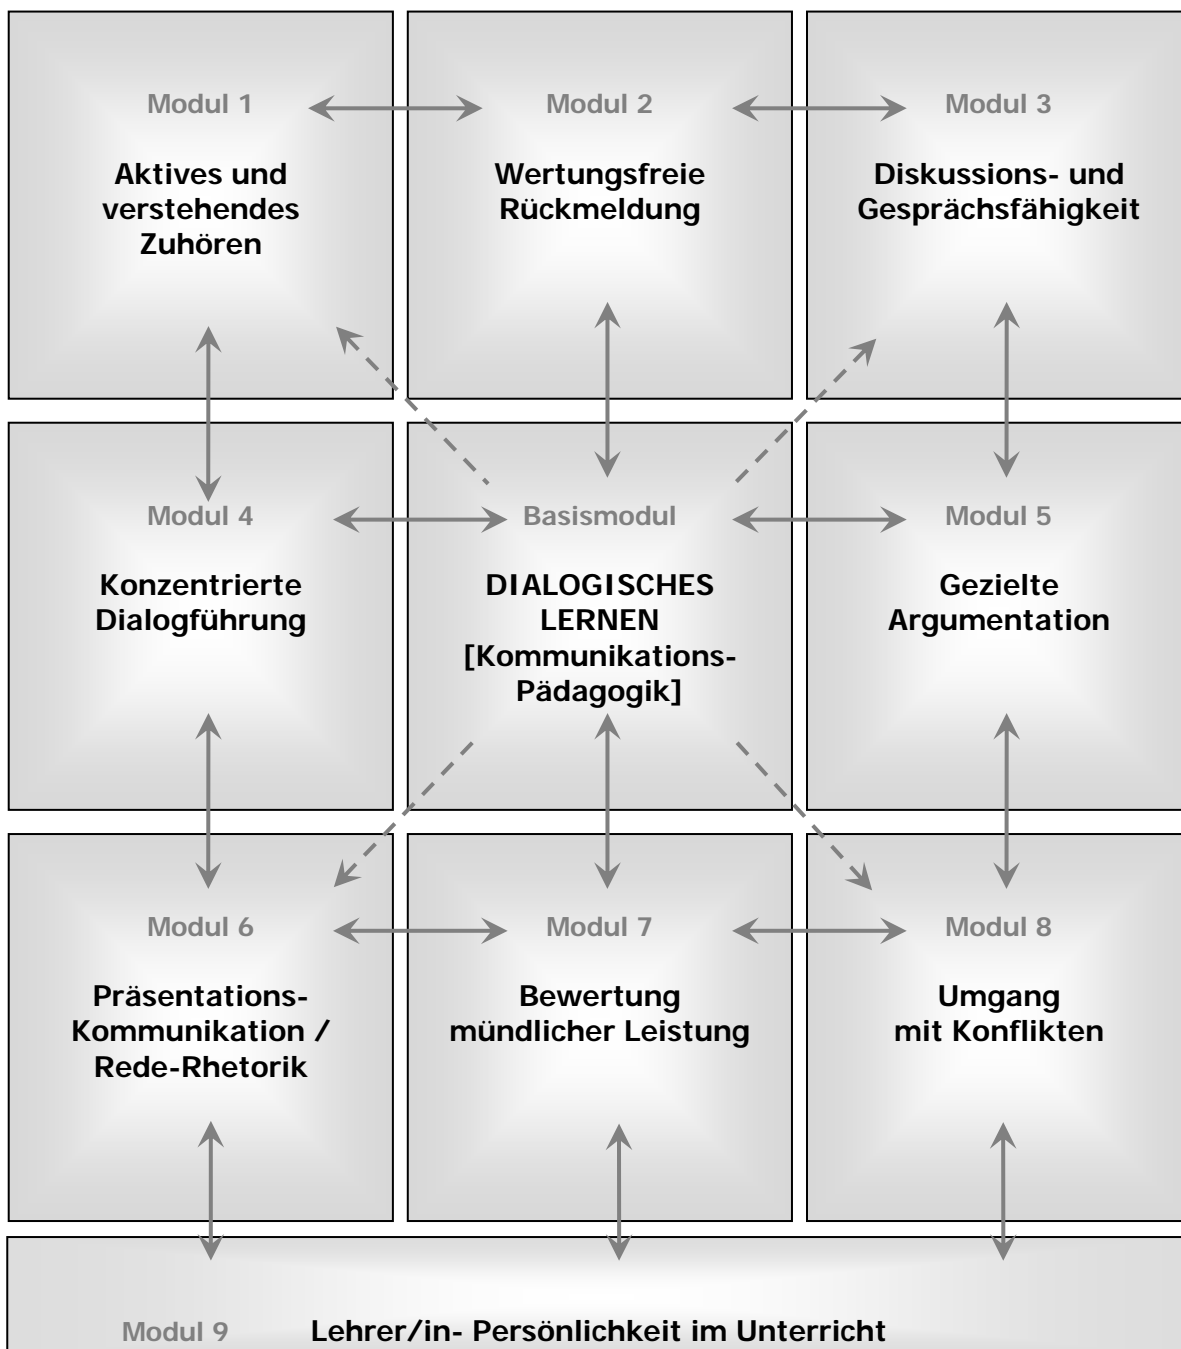 Modul 1
Aktives und
verstehendes
Zuhören
Modul 2
Wertungsfreie
Rückmeldung
Modul 3
Diskussions- und
Gesprächsfähigkeit
Modul 4
Konzentrierte
Dialogführung
Basismodul
DIALOGISCHES
LERNEN
[Kommunikations-
Pädagogik]
Modul 5
Gezielte
Argumentation
Modul 6
Präsentations-
Kommunikation /
Rede-Rhetorik
Modul 7
Bewertung
mündlicher Leistung
Modul 8
Umgang
mit Konflikten
Modul 9 Lehrer/in- Persönlichkeit im Unterricht